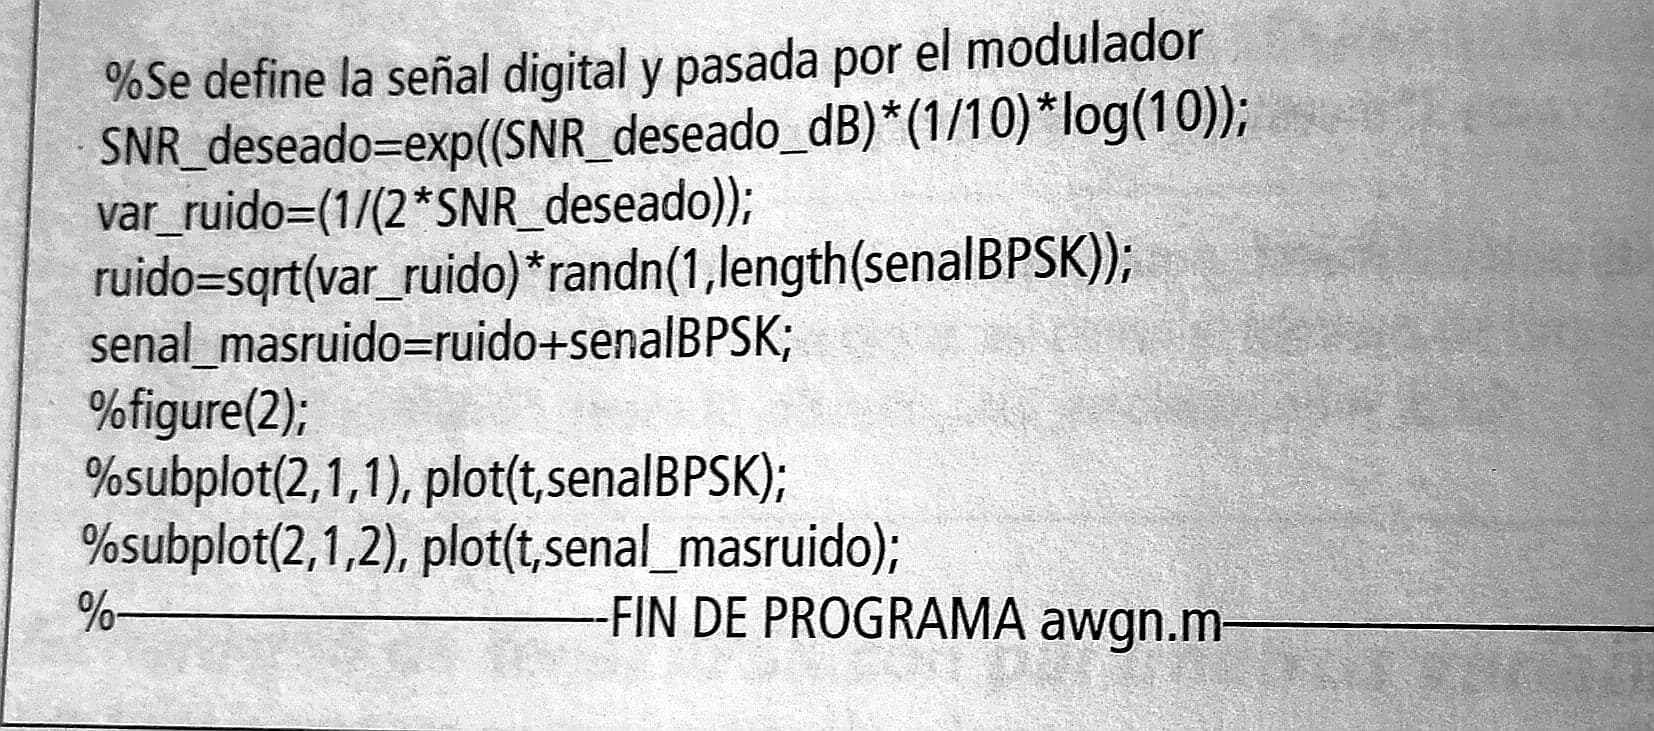 %Se define la señal digital y pasada por el modulador
SNR_deseado=exp((SNR_deseado_dB)*(1/10)*log(10));
var_ruido=(1/(2*SNR_deseado));
ruido=sqrt(var_ruido)*randn(1,length(senalBPSK));
senal_masruido=ruido+senalBPSK;
%figure(2);
%subplot(2,1,1), plot(t,senalBPSK);
%subplot(2,1,2), plot(t,senal_masruido);
%————————-FIN DE PROGRAMA awgn.m————————